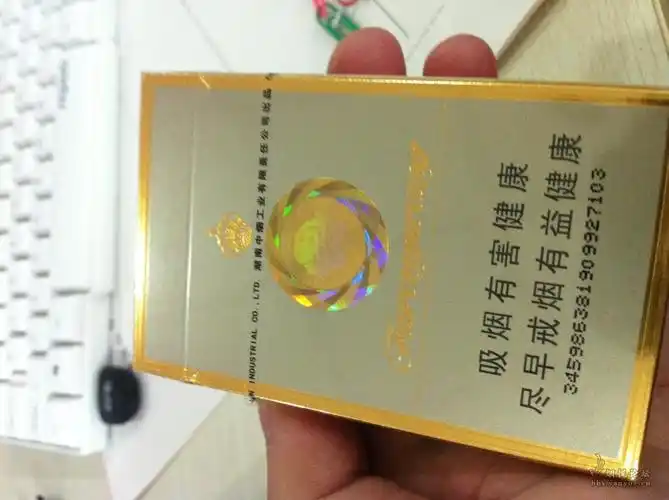 湖南中烟工业有限责任公司出品
N INDUSTRIAL CO., LTD.
吸烟有害健康
尽早戒烟有益健康
345986381909927103